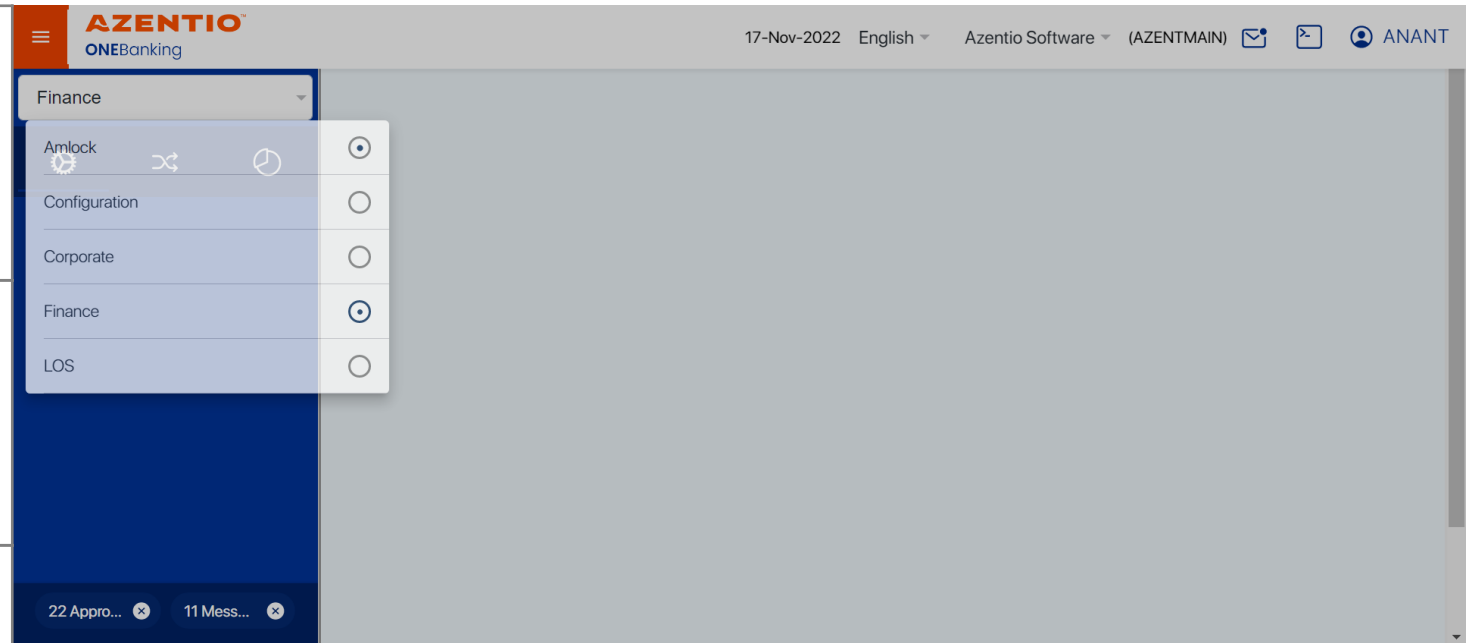 AZENTIO™
ONEBanking
17-Nov-2022 English Azentio Software (AZENTMAIN) ANANT
Finance
Amlock
Configuration
Corporate
Finance
LOS
22 Appro... 11 Mess...